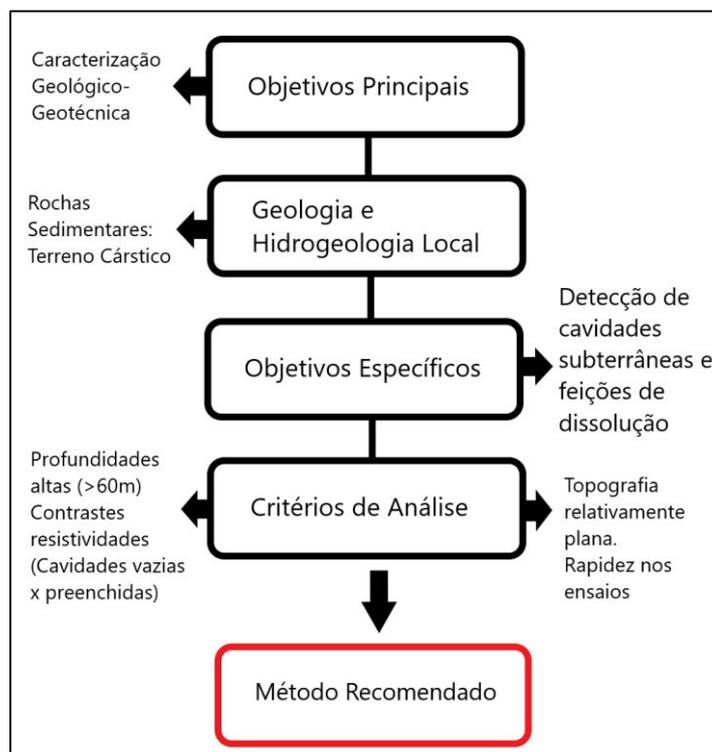 Caracterização
Geológico-
Geotécnica
Objetivos Principais
Rochas
Sedimentares:
Terreno Cárstico
Geologia e
Hidrogeologia Local
Objetivos Específicos
Detecção de
cavidades
subterrâneas e
feições de
dissolução
Profundidades
altas (>60m)
Contrastes
resistividades
(Cavidades vazias
x preenchidas)
Critérios de Análise
Topografia
relativamente
plana.
Rapidez nos
ensaios
Método Recomendado